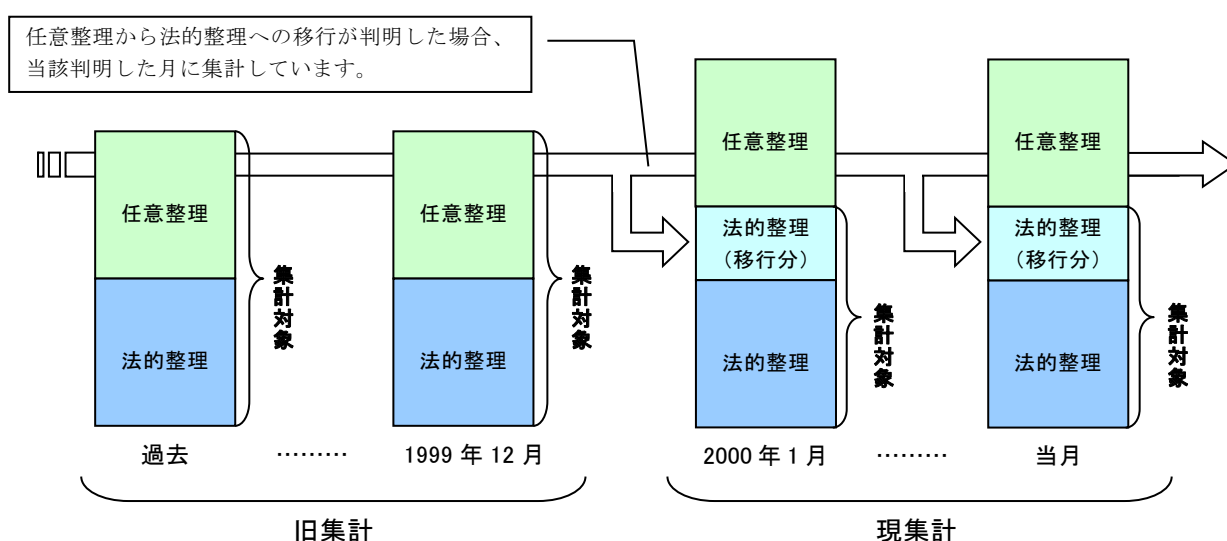 任意整理から法的整理への移行が判明した場合、
当該判明した月に集計しています。
任意整理
法的整理
集計対象
過去
………
任意整理
法的整理
集計対象
1999 年 12 月
旧集計
任意整理
法的整理
（移行分）
法的整理
集計対象
2000 年 1 月
………
任意整理
法的整理
（移行分）
法的整理
集計対象
当月
現集計